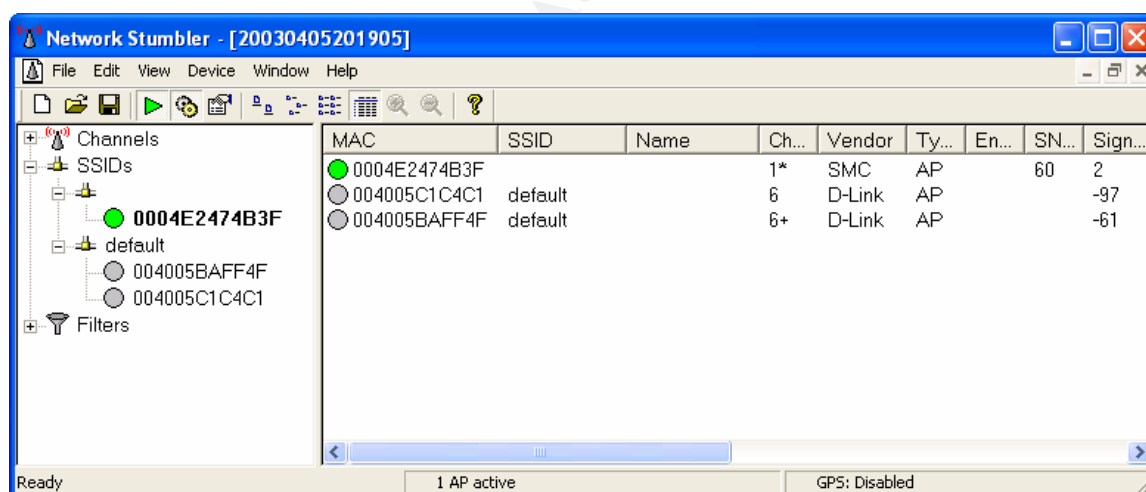 Network Stumbler - [20030405201905]
File Edit View Device Window Help
Channels
SSIDs
0004E2474B3F
default
004005BAFF4F
004005C1C4C1
Filters
MAC SSID Name Ch... Vendor Ty... En... SN... Sign...
0004E2474B3F 1* SMC AP 60 2
004005C1C4C1 default 6 D-Link AP -97
004005BAFF4F default 6+ D-Link AP -61
Ready 1 AP active GPS: Disabled